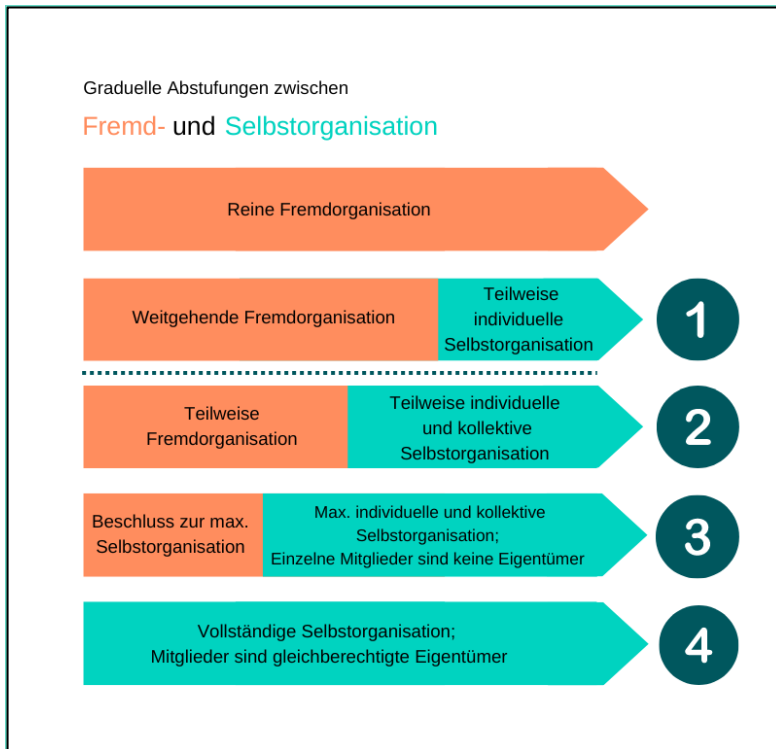 Graduelle Abstufungen zwischen
Fremd- und Selbstorganisation
Reine Fremdorganisation
Weitgehende Fremdorganisation
Teilweise
individuelle
Selbstorganisation
1
Teilweise
Fremdorganisation
Teilweise individuelle
und kollektive
Selbstorganisation
2
Beschluss zur max.
Selbstorganisation
Max. individuelle und kollektive
Selbstorganisation;
Einzelne Mitglieder sind keine Eigentümer
3
Vollständige Selbstorganisation;
Mitglieder sind gleichberechtigte Eigentümer
4